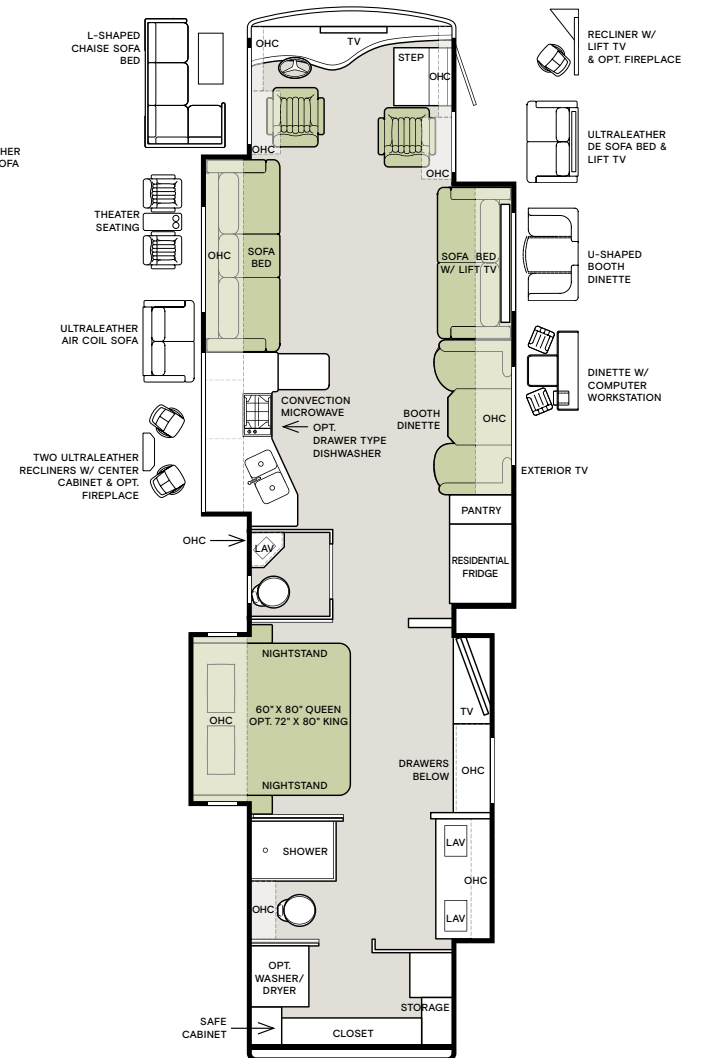 L-SHAPED
CHAISE SOFA
BED
HER
OFA
THEATER
SEATING
ULTRALEATHER
AIR COIL SOFA
TWO ULTRALEATHER
RECLINERS W/ CENTER
CABINET & OPT.
FIREPLACE
OHC
TV
STEP
OHC
OHC
OHC
OHC
SOFA
BED
SOFA BED
W/ LIFT TV
RECLINER W/
LIFT TV
& OPT. FIREPLACE
ULTRALEATHER
DE SOFA BED &
LIFT TV
U-SHAPED
BOOTH
DINETTE
DINETTE W/
COMPUTER
WORKSTATION
CONVECTION
MICROWAVE
OPT.
DRAWER TYPE
DISHWASHER
BOOTH
DINETTE
OHC
EXTERIOR TV
PANTRY
RESIDENTIAL
FRIDGE
OHC
LAV
NIGHTSTAND
60" X 80" QUEEN
OPT. 72" X 80" KING
OHC
NIGHTSTAND
TV
DRAWERS
BELOW
OHC
SHOWER
LAV
OHC
LAV
OHC
OPT.
WASHER/
DRYER
STORAGE
SAFE
CABINET
CLOSET